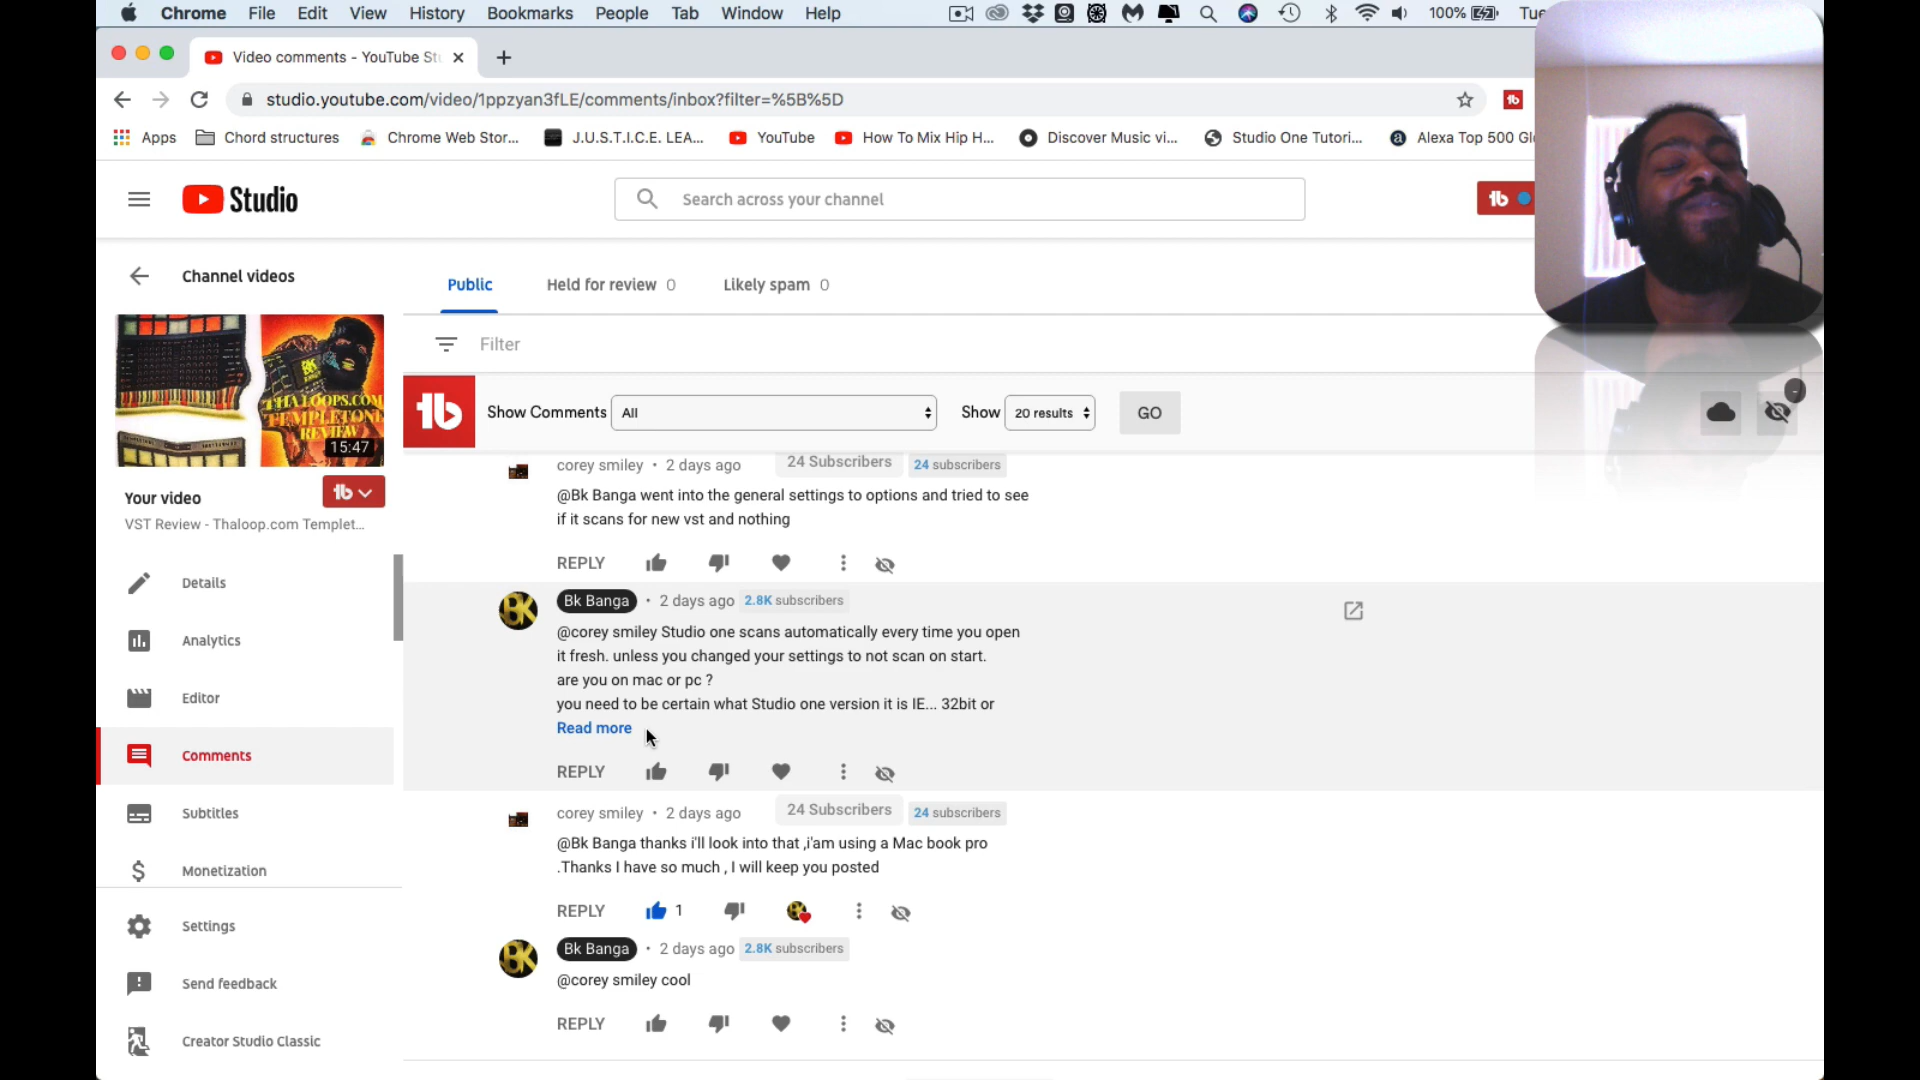 Chrome File Edit View History Bookmarks People Tab Window Help 100% Tue
Video comments - YouTube St
studio.youtube.com/video/1ppzyan3fLE/comments/inbox?filter=%5B%5D
Apps Chord structures Chrome Web Stor... J.U.S.T.I.C.E. LEA... YouTube How To Mix Hip H... Discover Music vi... Studio One Tutori... Alexa Top 500 Gl
Studio
Search across your channel
Channel videos
Public
Held for review 0
Likely spam 0
Filter
BK
THALOOPS.COM
TEMPLETONE
REVIEW
15:47
Show Comments All Show 20 results GO
Your video
VST Review - Thaloop.com Templet...
Details
Analytics
Editor
Comments
Subtitles
Monetization
Settings
Send feedback
Creator Studio Classic
corey smiley • 2 days ago 24 Subscribers 24 subscribers
@Bk Banga went into the general settings to options and tried to see
if it scans for new vst and nothing
REPLY
BK
Bk Banga • 2 days ago 2.8K subscribers
@corey smiley Studio one scans automatically every time you open
it fresh. unless you changed your settings to not scan on start.
are you on mac or pc ?
you need to be certain what Studio one version it is IE... 32bit or
Read more
REPLY
corey smiley • 2 days ago 24 Subscribers 24 subscribers
@Bk Banga thanks i'll look into that ,i'am using a Mac book pro
.Thanks I have so much , I will keep you posted
REPLY 1
BK
Bk Banga • 2 days ago 2.8K subscribers
@corey smiley cool
REPLY